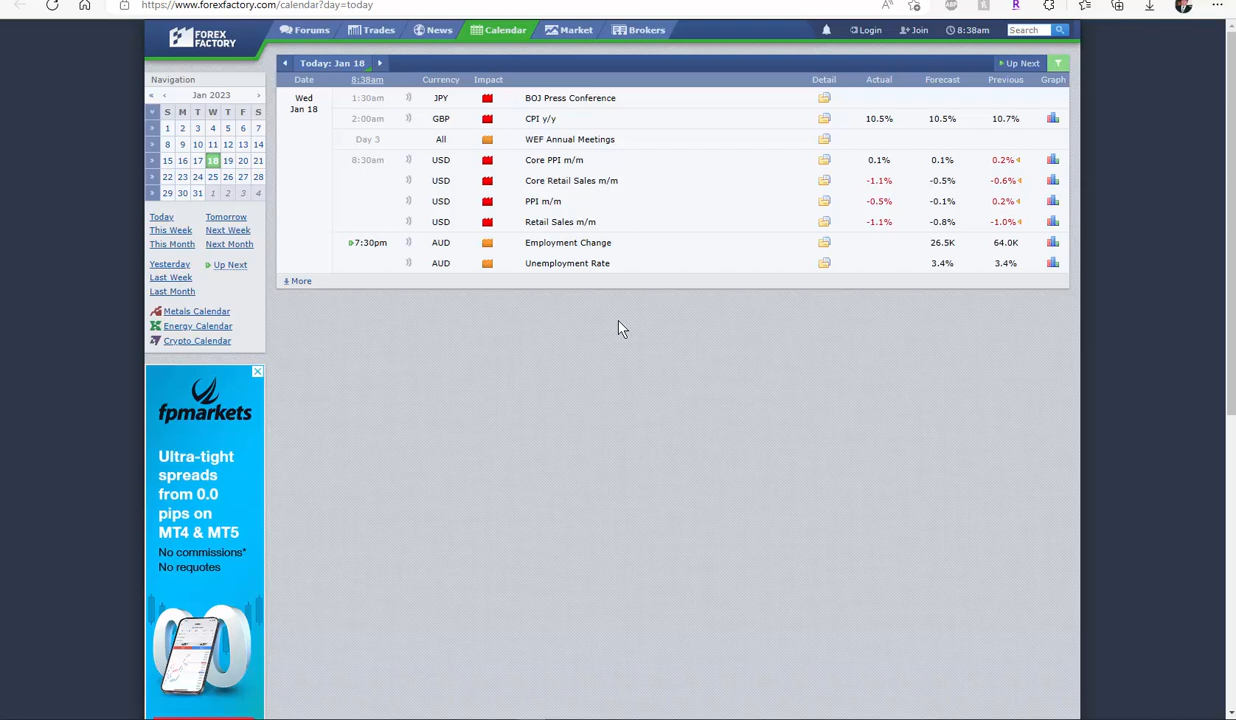 https://www.forexfactory.com/calendar?day=today
FOREX FACTORY Forums Trades News Calendar Market Brokers Login Join 8:38am Search
Navigation
« ‹ Jan 2023 ›
S M T W T F S
1 2 3 4 5 6 7
8 9 10 11 12 13 14
15 16 17 18 19 20 21
22 23 24 25 26 27 28
29 30 31 1 2 3 4
Today Tomorrow
This Week Next Week
This Month Next Month
Yesterday Up Next
Last Week
Last Month
Metals Calendar
Energy Calendar
Crypto Calendar
Today: Jan 18 Up Next
Date 8:38am Currency Impact Detail Actual Forecast Previous Graph
Wed Jan 18 1:30am JPY BOJ Press Conference
2:00am GBP CPI y/y 10.5% 10.5% 10.7%
Day 3 All WEF Annual Meetings
8:30am USD Core PPI m/m 0.1% 0.1% 0.2%
USD Core Retail Sales m/m -1.1% -0.5% -0.6%
USD PPI m/m -0.5% -0.1% 0.2%
USD Retail Sales m/m -1.1% -0.8% -1.0%
7:30pm AUD Employment Change 26.5K 64.0K
AUD Unemployment Rate 3.4% 3.4%
More
fpmarkets
Ultra-tight
spreads
from 0.0
pips on
MT4 & MT5
No commissions*
No requotes